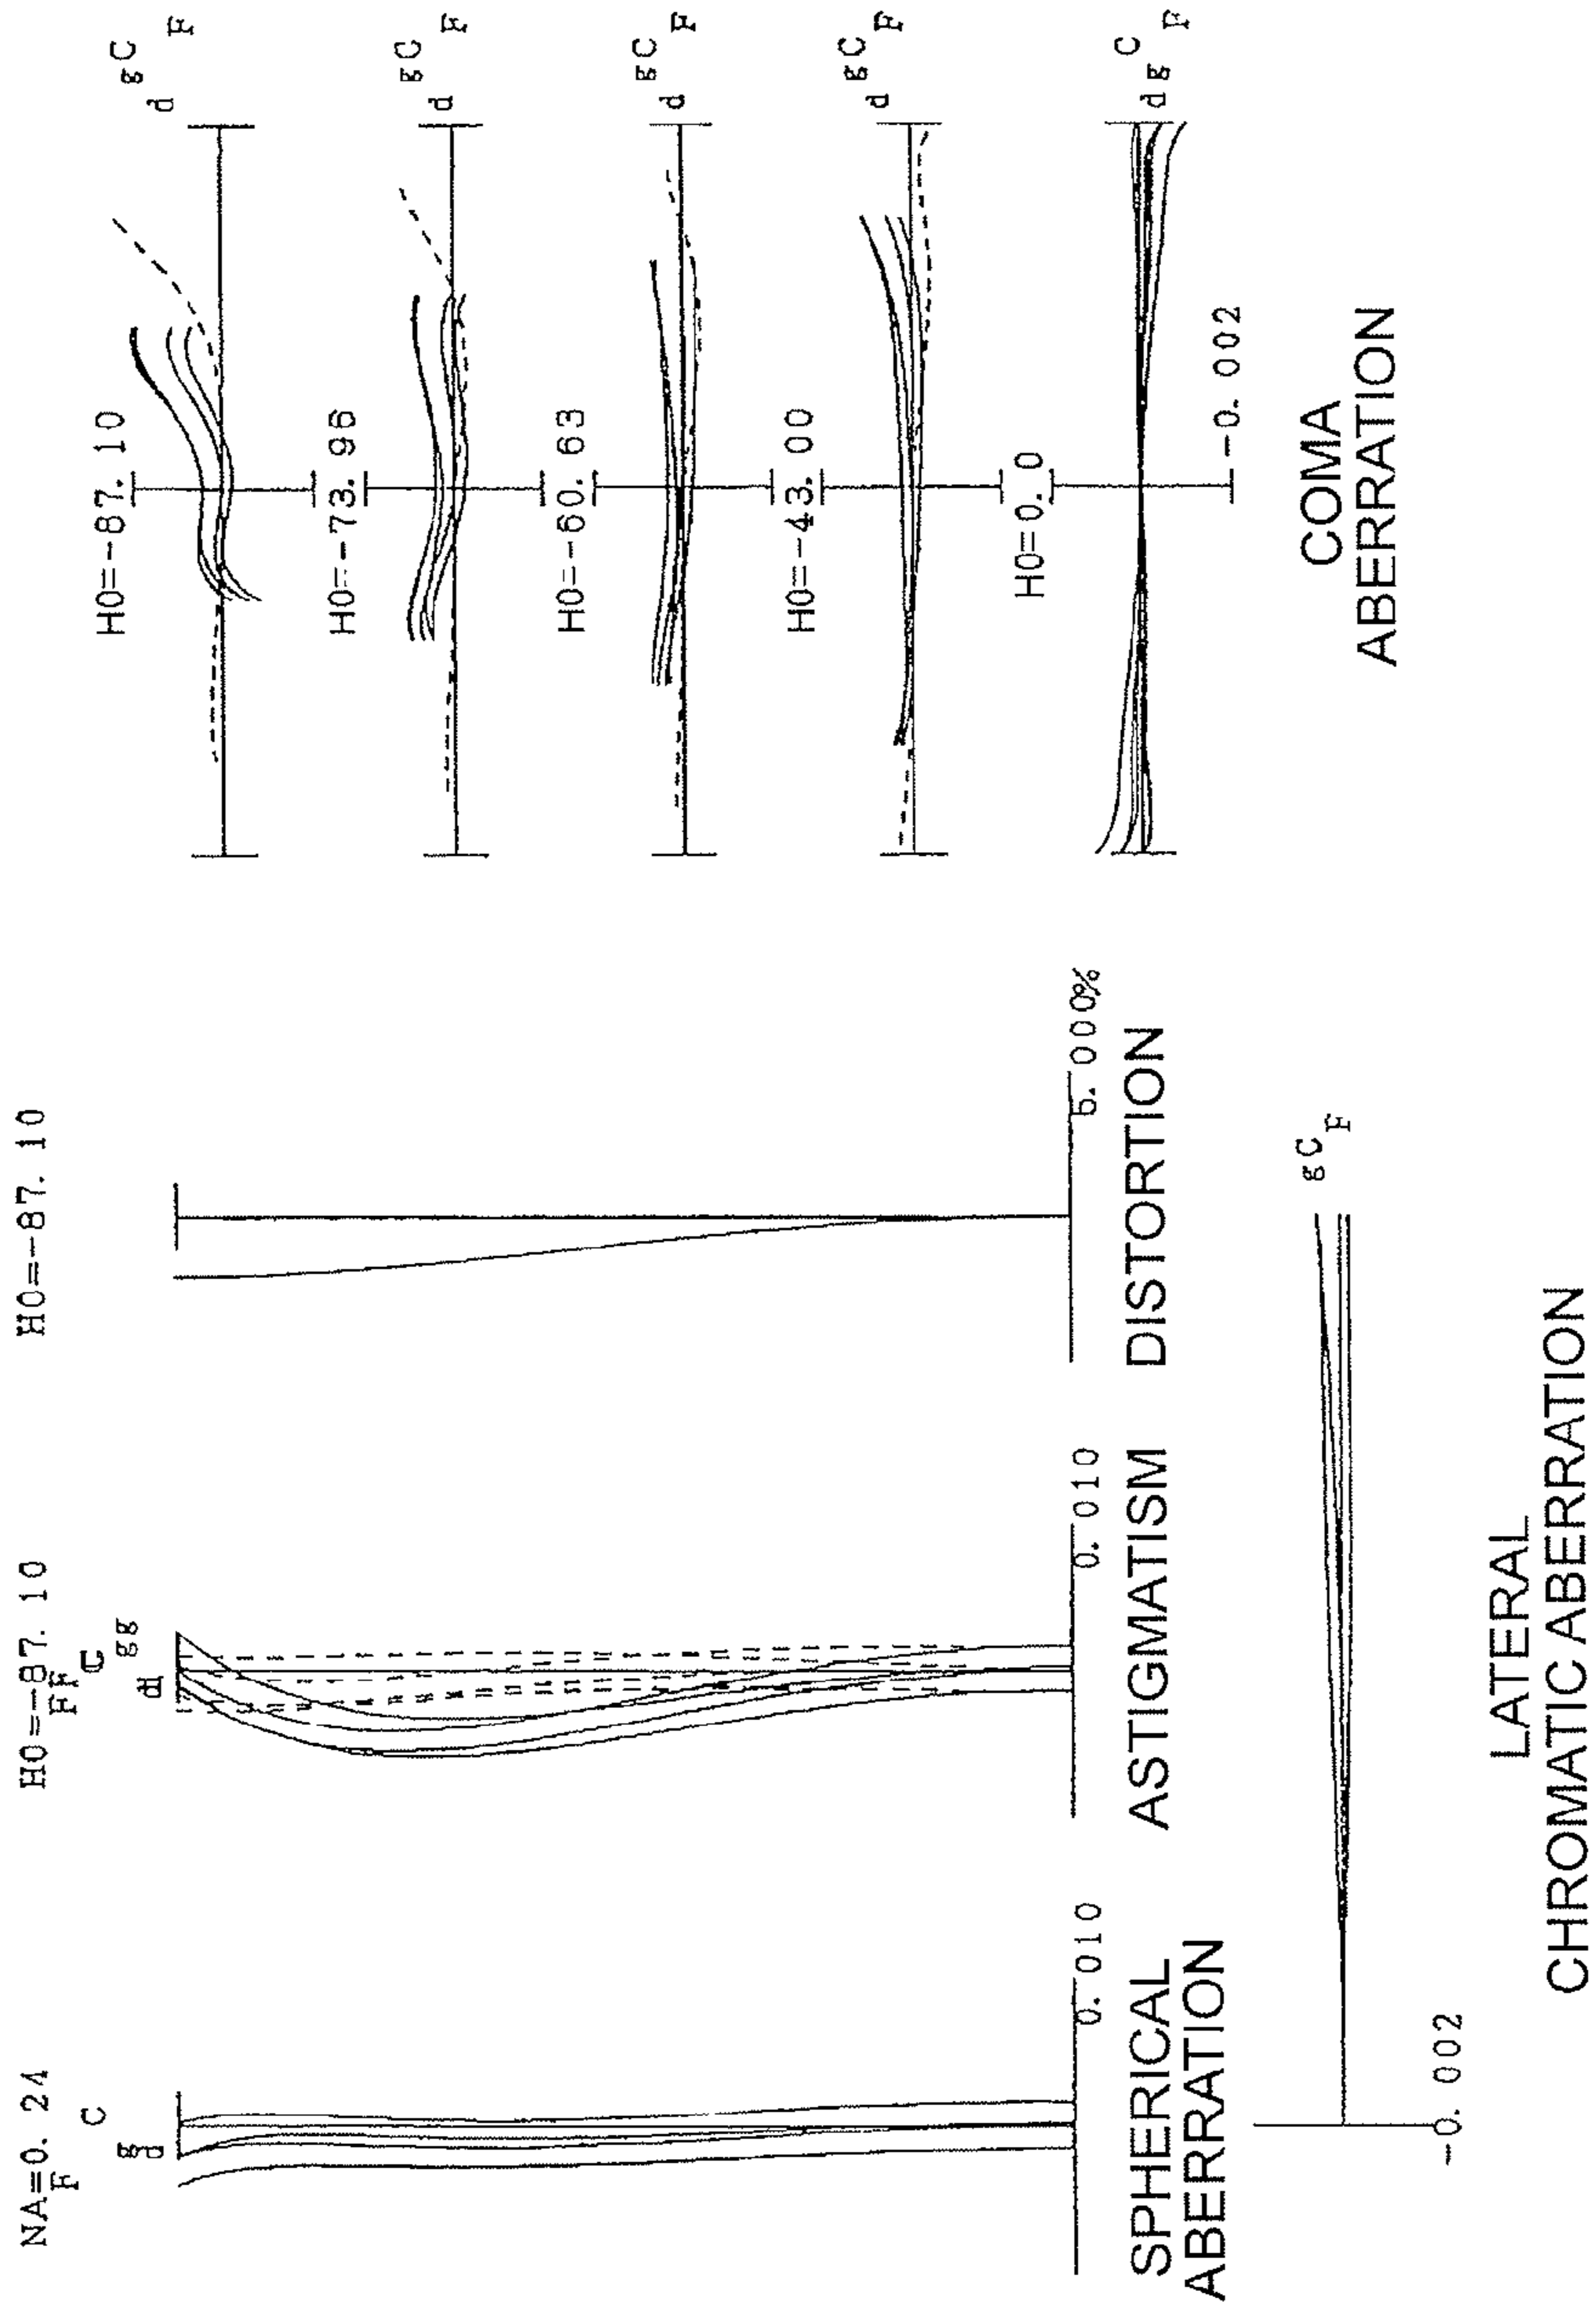 NA=0. 24
F
g
d
C
0. 010
SPHERICAL
ABERRATION
H0=-87. 10
FF
d
C
gg
0. 010
ASTIGMATISM
H0=-87. 10
5. 000%
DISTORTION
g
C
F
-0. 002
LATERAL
CHROMATIC ABERRATION
H0=-87. 10
d
g
C
F
H0=-73. 96
d
g
C
F
H0=-60. 63
d
g
C
F
H0=-43. 00
d
g
C
F
H0=0. 0
d
g
C
F
-0. 002
COMA
ABERRATION